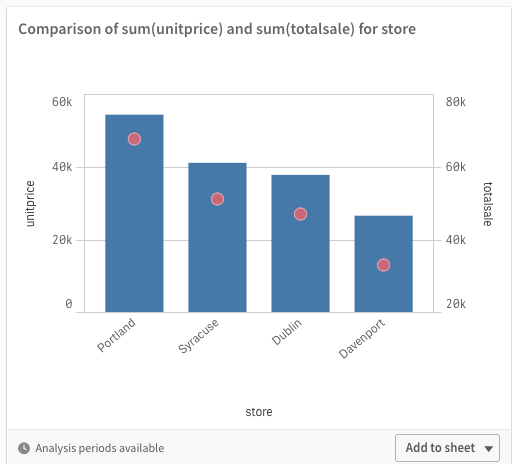 Comparison of sum(unitprice) and sum(totalsale) for store
60k
40k
20k
0
unitprice
80k
60k
40k
20k
totalsale
Portland
Syracuse
Dublin
Davenport
store
Analysis periods available
Add to sheet